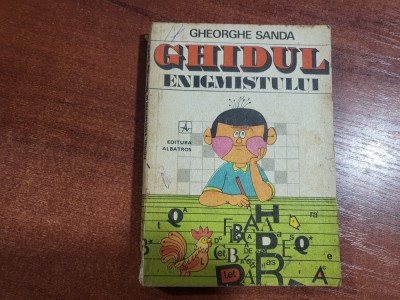 GHEORGHE SANDA
GHIDUL
ENIGMISTULUI
EDITURA
ALBATROS